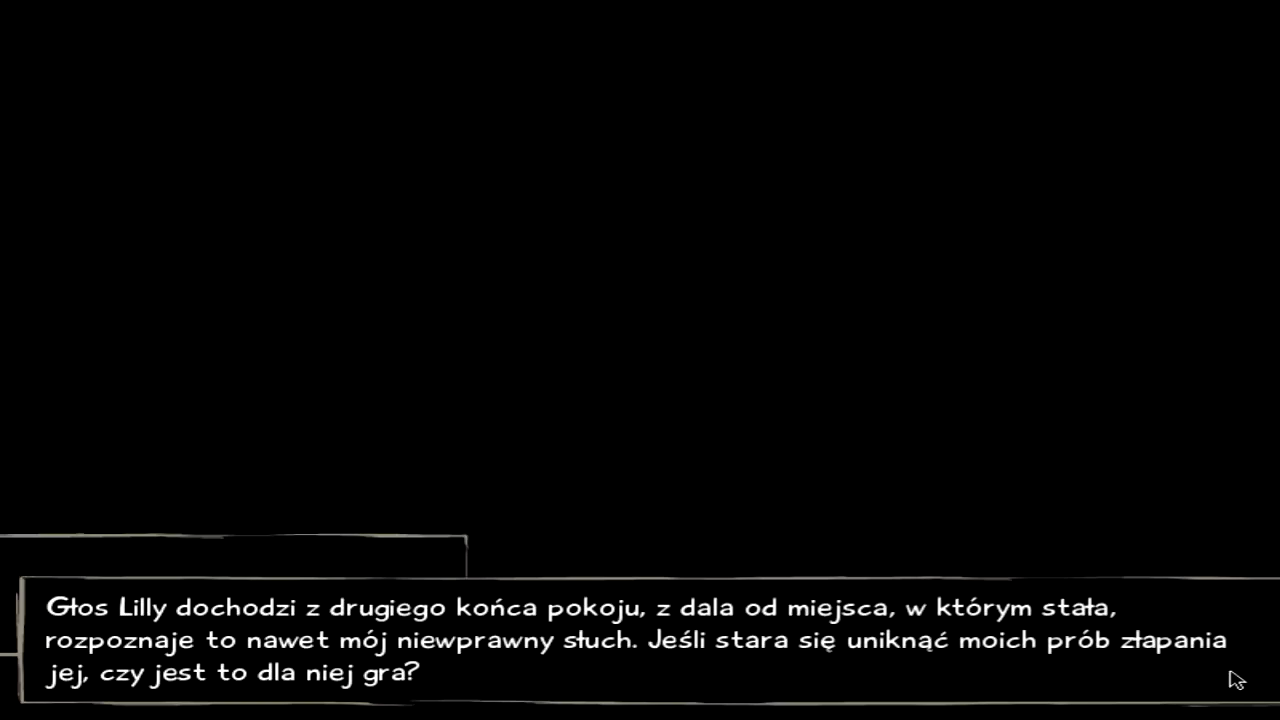 Głos Lilly dochodzi z drugiego końca pokoju, z dala od miejsca, w którym stała,
rozpoznaje to nawet mój niewprawny słuch. Jeśli stara się uniknąć moich prób złapania
jej, czy jest to dla niej gra?